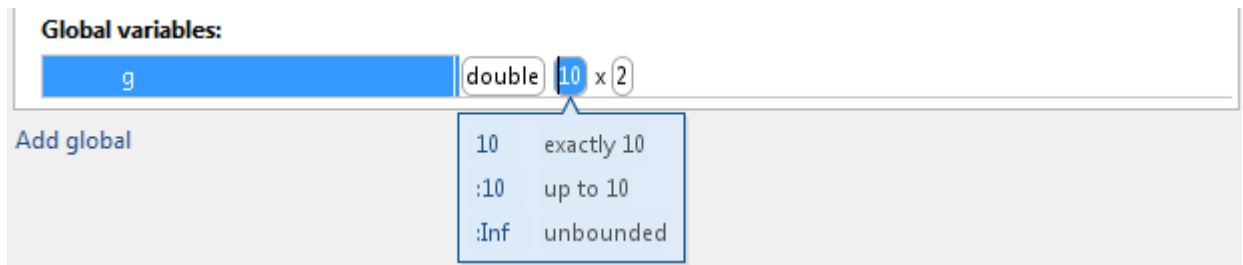 Global variables:
g double 10 x 2
Add global
10 exactly 10
:10 up to 10
:Inf unbounded